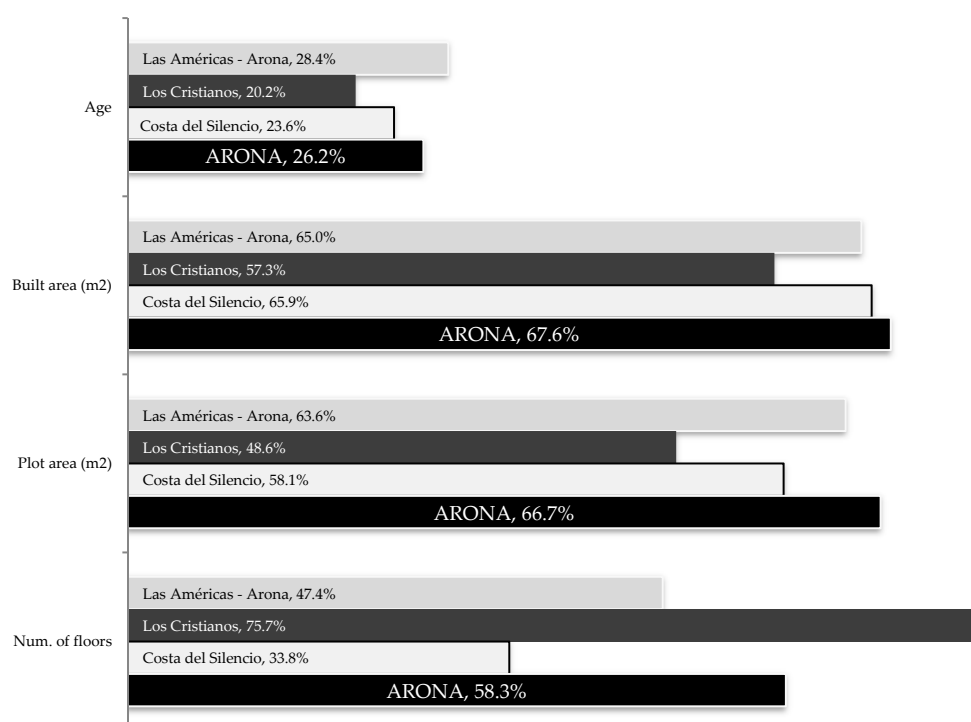 Age
Las Américas - Arona, 28.4%
Los Cristianos, 20.2%
Costa del Silencio, 23.6%
ARONA, 26.2%
Built area (m2)
Las Américas - Arona, 65.0%
Los Cristianos, 57.3%
Costa del Silencio, 65.9%
ARONA, 67.6%
Plot area (m2)
Las Américas - Arona, 63.6%
Los Cristianos, 48.6%
Costa del Silencio, 58.1%
ARONA, 66.7%
Num. of floors
Las Américas - Arona, 47.4%
Los Cristianos, 75.7%
Costa del Silencio, 33.8%
ARONA, 58.3%